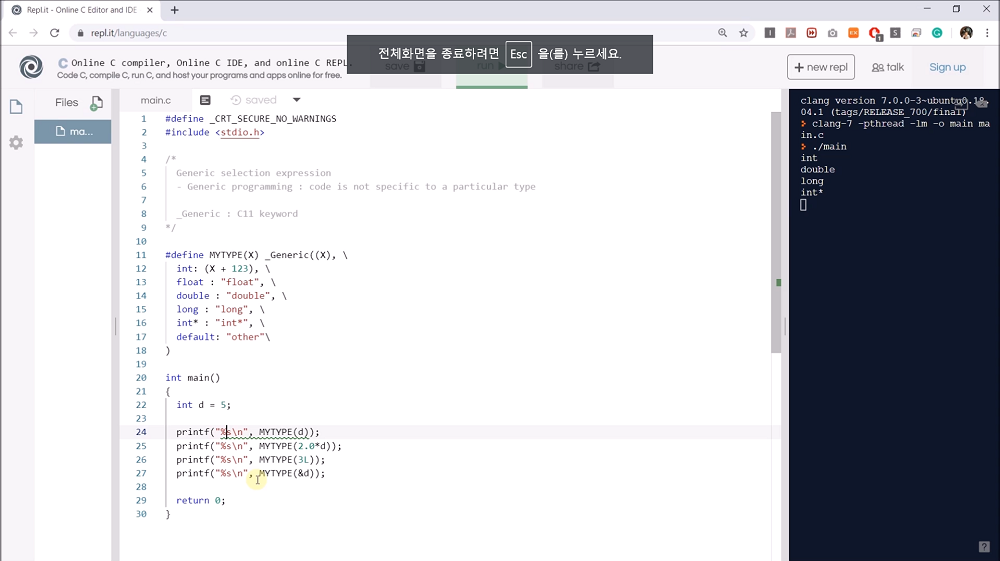 Repl.it - Online C Editor and IDE
repl.it/languages/c
전체화면을 종료하려면 Esc 을(를) 누르세요.
C Online C compiler, Online C IDE, and online C REPL.
Code C, compile C, run C, and host your programs and apps online for free.
save
run
share
+ new repl
talk
Sign up
Files
ma...
main.c
saved
1 #define _CRT_SECURE_NO_WARNINGS
2 #include <stdio.h>
3
4 /*
5 Generic selection expression
6 - Generic programming : code is not specific to a particular type
7
8 _Generic : C11 keyword
9 */
10
11 #define MYTYPE(X) _Generic((X), \
12 int: (X + 123), \
13 float : "float", \
14 double : "double", \
15 long : "long", \
16 int* : "int*", \
17 default: "other"\
18 )
19
20 int main()
21 {
22 int d = 5;
23
24 printf("%s\n", MYTYPE(d));
25 printf("%s\n", MYTYPE(2.0*d));
26 printf("%s\n", MYTYPE(3L));
27 printf("%s\n", MYTYPE(&d));
28
29 return 0;
30 }
clang version 7.0.0-3~ubuntu0.18
04.1 (tags/RELEASE_700/final)
clang-7 -pthread -lm -o main ma
in.c
./main
int
double
long
int*